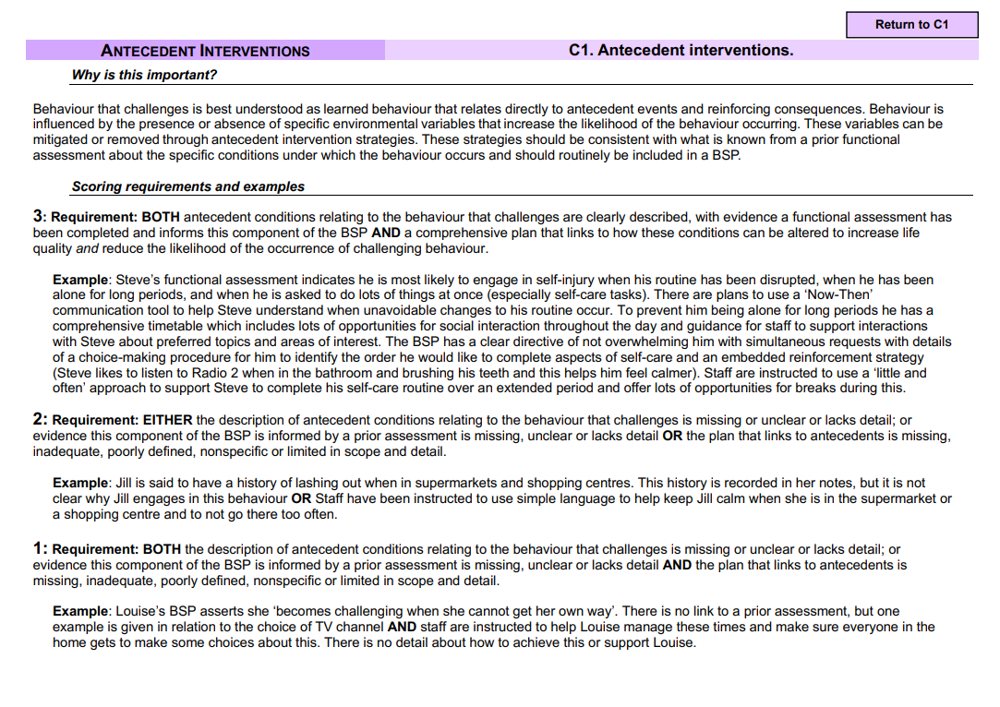 Return to C1
ANTECEDENT INTERVENTIONS
C1. Antecedent interventions.
Why is this important?
Behaviour that challenges is best understood as learned behaviour that relates directly to antecedent events and reinforcing consequences. Behaviour is
influenced by the presence or absence of specific environmental variables that increase the likelihood of the behaviour occurring. These variables can be
mitigated or removed through antecedent intervention strategies. These strategies should be consistent with what is known from a prior functional
assessment about the specific conditions under which the behaviour occurs and should routinely be included in a BSP.
Scoring requirements and examples
3: Requirement: BOTH antecedent conditions relating to the behaviour that challenges are clearly described, with evidence a functional assessment has
been completed and informs this component of the BSP AND a comprehensive plan that links to how these conditions can be altered to increase life
quality and reduce the likelihood of the occurrence of challenging behaviour.
Example: Steve’s functional assessment indicates he is most likely to engage in self-injury when his routine has been disrupted, when he has been
alone for long periods, and when he is asked to do lots of things at once (especially self-care tasks). There are plans to use a ‘Now-Then’
communication tool to help Steve understand when unavoidable changes to his routine occur. To prevent him being alone for long periods he has a
comprehensive timetable which includes lots of opportunities for social interaction throughout the day and guidance for staff to support interactions
with Steve about preferred topics and areas of interest. The BSP has a clear directive of not overwhelming him with simultaneous requests with details
of a choice-making procedure for him to identify the order he would like to complete aspects of self-care and an embedded reinforcement strategy
(Steve likes to listen to Radio 2 when in the bathroom and brushing his teeth and this helps him feel calmer). Staff are instructed to use a ‘little and
often’ approach to support Steve to complete his self-care routine over an extended period and offer lots of opportunities for breaks during this.
2: Requirement: EITHER the description of antecedent conditions relating to the behaviour that challenges is missing or unclear or lacks detail; or
evidence this component of the BSP is informed by a prior assessment is missing, unclear or lacks detail OR the plan that links to antecedents is missing,
inadequate, poorly defined, nonspecific or limited in scope and detail.
Example: Jill is said to have a history of lashing out when in supermarkets and shopping centres. This history is recorded in her notes, but it is not
clear why Jill engages in this behaviour OR Staff have been instructed to use simple language to help keep Jill calm when she is in the supermarket or
a shopping centre and to not go there too often.
1: Requirement: BOTH the description of antecedent conditions relating to the behaviour that challenges is missing or unclear or lacks detail; or
evidence this component of the BSP is informed by a prior assessment is missing, unclear or lacks detail AND the plan that links to antecedents is
missing, inadequate, poorly defined, nonspecific or limited in scope and detail.
Example: Louise’s BSP asserts she ‘becomes challenging when she cannot get her own way’. There is no link to a prior assessment, but one
example is given in relation to the choice of TV channel AND staff are instructed to help Louise manage these times and make sure everyone in the
home gets to make some choices about this. There is no detail about how to achieve this or support Louise.